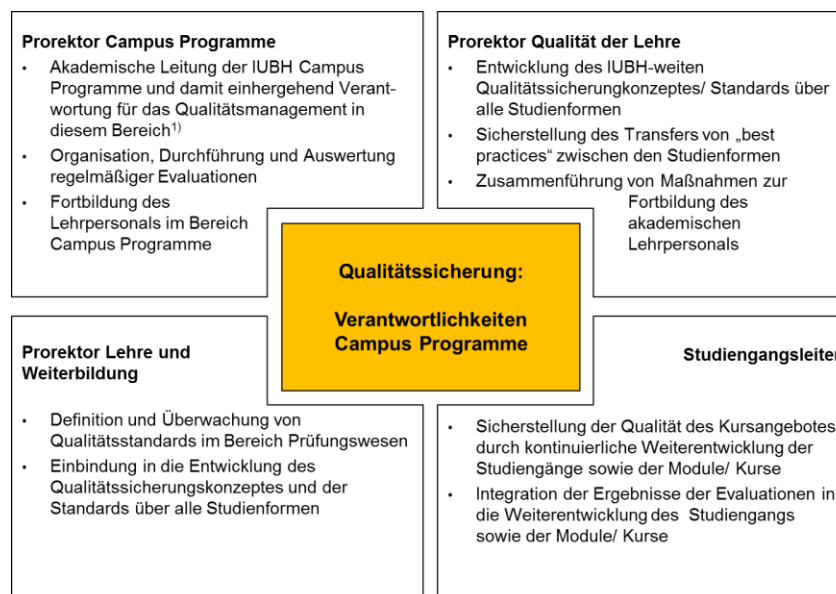 Prorektor Campus Programme
• Akademische Leitung der IUBH Campus
Programme und damit einhergehend Verant-
wortung für das Qualitätsmanagement in
diesem Bereich1)
• Organisation, Durchführung und Auswertung
regelmäßiger Evaluationen
• Fortbildung des
Lehrpersonals im Bereich
Campus Programme
Prorektor Qualität der Lehre
• Entwicklung des IUBH-weiten
Qualitätssicherungkonzeptes/ Standards über
alle Studienformen
• Sicherstellung des Transfers von „best
practices“ zwischen den Studienformen
• Zusammenführung von Maßnahmen zur
Fortbildung des
akademischen
Lehrpersonals
Qualitätssicherung:
Verantwortlichkeiten
Campus Programme
Prorektor Lehre und
Weiterbildung
• Definition und Überwachung von
Qualitätsstandards im Bereich Prüfungswesen
• Einbindung in die Entwicklung des
Qualitätssicherungskonzeptes und der
Standards über alle Studienformen
Studiengangsleiter
• Sicherstellung der Qualität des Kursangebotes
durch kontinuierliche Weiterentwicklung der
Studiengänge sowie der Module/ Kurse
• Integration der Ergebnisse der Evaluationen in
die Weiterentwicklung des Studiengangs
sowie der Module/ Kurse